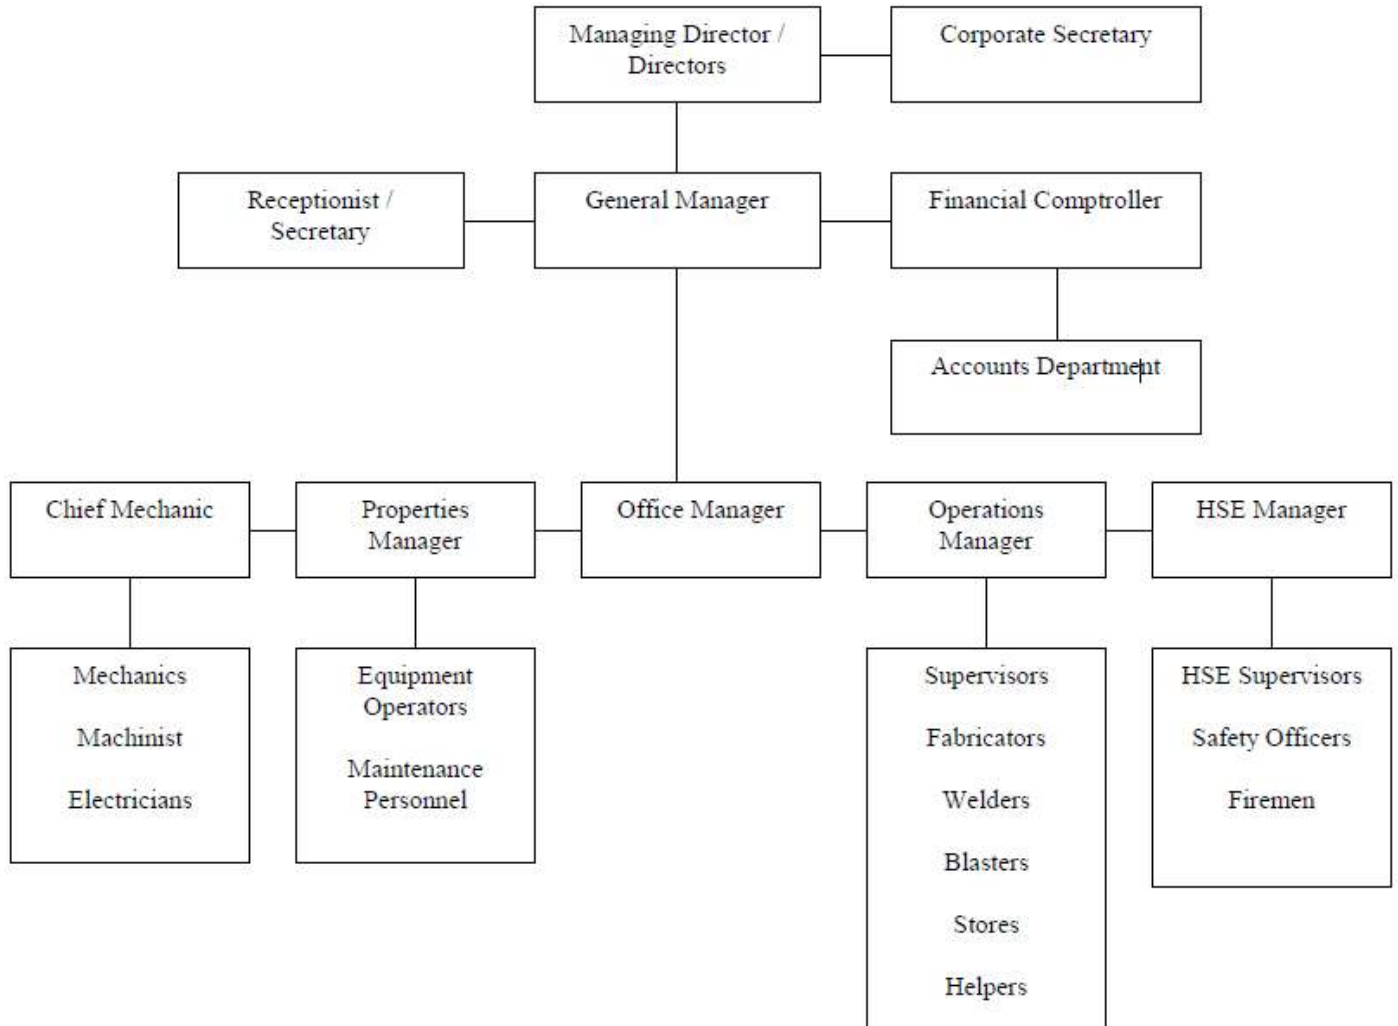 Managing Director /
Directors
Corporate Secretary
Receptionist /
Secretary
General Manager
Financial Comptroller
Accounts Department
Chief Mechanic
Properties
Manager
Office Manager
Operations
Manager
HSE Manager
Mechanics
Machinist
Electricians
Equipment
Operators
Maintenance
Personnel
Supervisors
Fabricators
Welders
Blasters
Stores
Helpers
HSE Supervisors
Safety Officers
Firemen